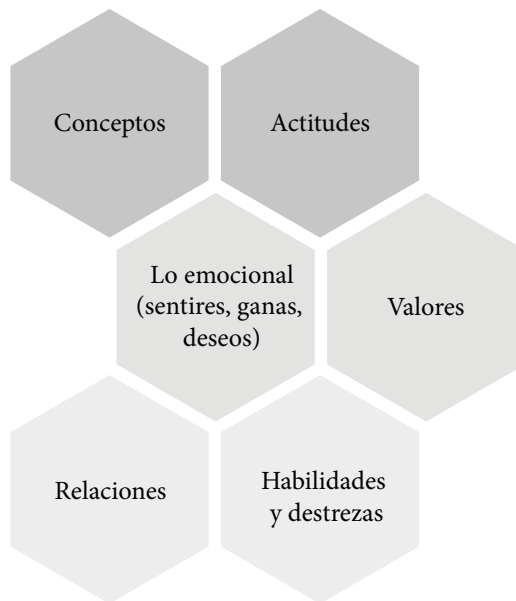 Conceptos
Actitudes
Lo emocional
(sentires, ganas,
deseos)
Valores
Relaciones
Habilidades
y destrezas